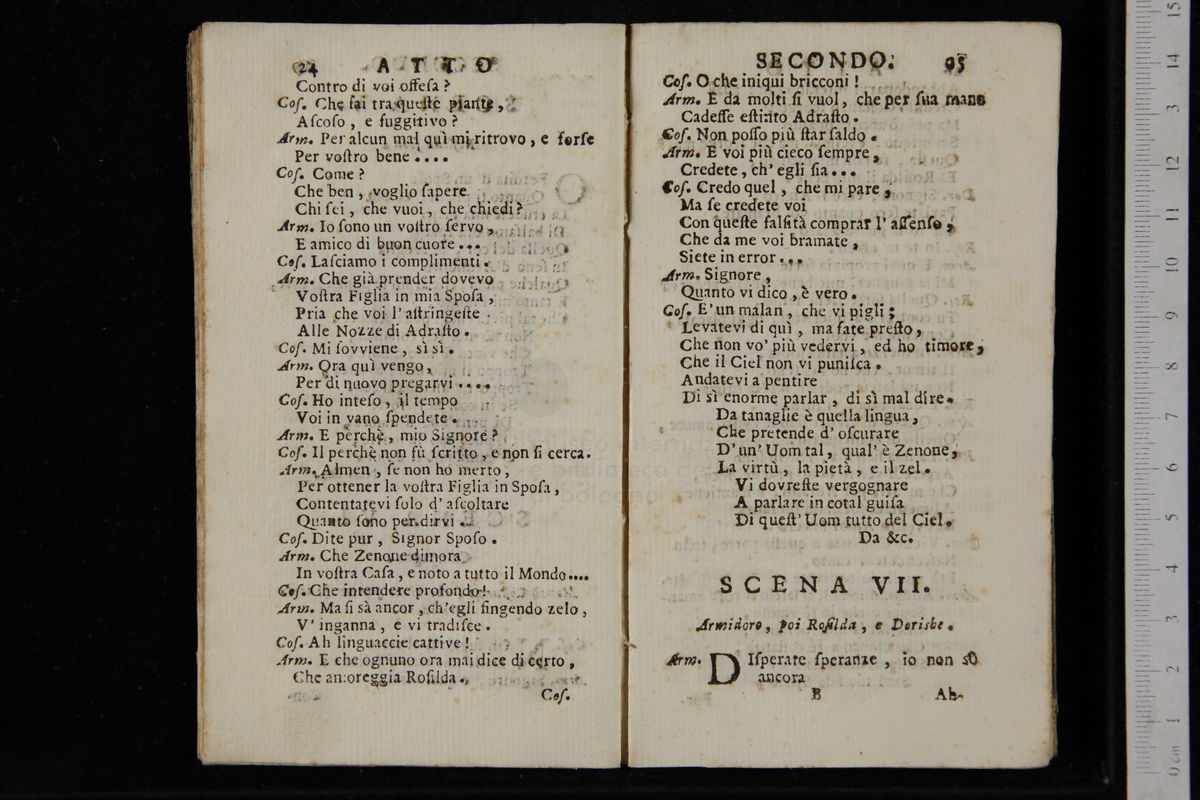 24 ATTO
Contro di voi offeſa ?
Coſ. Che fai tra queſte piante ,
Aſcoſo , e fuggitivo ?
Arm. Per alcun mal quì mi ritrovo , e forſe
Per voſtro bene ....
Coſ. Come ?
Che ben , voglio ſapere
Chi ſei , che vuoi , che chiedi ?
Arm. Io ſono un voſtro ſervo ,
E amico di buon cuore ...
Coſ. Laſciamo i complimenti .
Arm. Che già prender dovevo
Voſtra Figlia in mia Spoſa ,
Pria che voi l' aſtringeſte
Alle Nozze di Adraſto .
Coſ. Mi ſovviene , sì sì .
Arm. Ora quì vengo ,
Per di nuovo pregarvi ....
Coſ. Ho inteſo , il tempo
Voi in vano ſpendete .
Arm. E perchè , mio Signore ?
Coſ. Il perchè non fù ſcritto , e non ſi cerca .
Arm. Almen , ſe non ho merto ,
Per ottener la voſtra Figlia in Spoſa ,
Contentatevi ſolo d' aſcoltare
Quanto ſono per dirvi ..
Coſ. Dite pur , Signor Spoſo .
Arm. Che Zenone dimora
In voſtra Caſa , e noto a tutto il Mondo ....
Coſ. Che intendere profondo !
Arm. Ma ſi sà ancor , ch'egli fingendo zelo ,
V' inganna , e vi tradiſce .
Coſ. Ah linguaccie cattive !
Arm. E che ognuno ora mai dice di certo ,
Che amoreggia Roſilda .
Coſ.
SECONDO. 25
Coſ. O che iniqui bricconi !
Arm. E da molti ſi vuol , che per ſua mano
Cadeſſe eſtinto Adraſto .
Coſ. Non poſſo più ſtar ſaldo .
Arm. E voi più cieco ſempre ,
Credete , ch' egli ſia ...
Coſ. Credo quel , che mi pare ;
Ma ſe credete voi
Con queſte falſità comprar l' aſſenſo ,
Che da me voi bramate ,
Siete in error ...
Arm. Signore ,
Quanto vi dico , è vero .
Coſ. E' un malan , che vi pigli ;
Levatevi di quì , ma fate preſto ,
Che non vo' più vedervi , ed ho timore ,
Che il Ciel non vi puniſca .
Andatevi a pentire
Di sì enorme parlar , di sì mal dire .
Da tanaglie è quella lingua ,
Che pretende d' oſcurare
D' un' Uom tal , qual' è Zenone ,
La virtù , la pietà , e il zel .
Vi dovreſte vergognare
A parlare in cotal guiſa
Di queſt' Uom tutto del Ciel .
Da &c.
SCENA VII.
Armidoro , poi Roſilda , e Dorisbe .
Arm. DIſperate ſperanze , io non sò
ancora
B Ah-